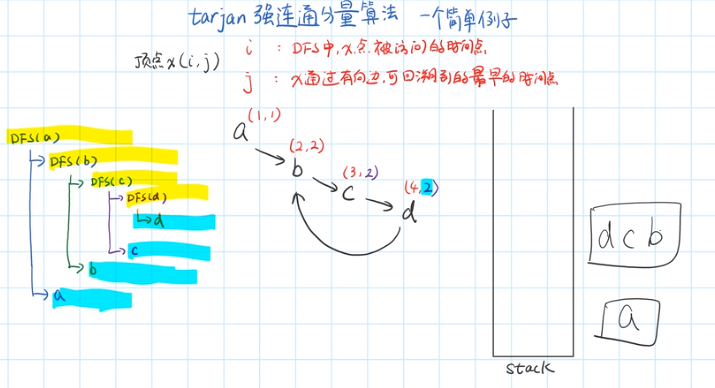 tarjan 强连通分量算法 一个简单例子
顶点x(i,j)
i : DFS中,x点被访问的时间点
j : x通过有向边,可回溯到的最早的时间点
DFS(a)
DFS(b)
DFS(c)
DFS(d)
d
c
b
a
a (1,1)
b (2,2)
c (3,2)
d (4,2)
d c b
a
stack